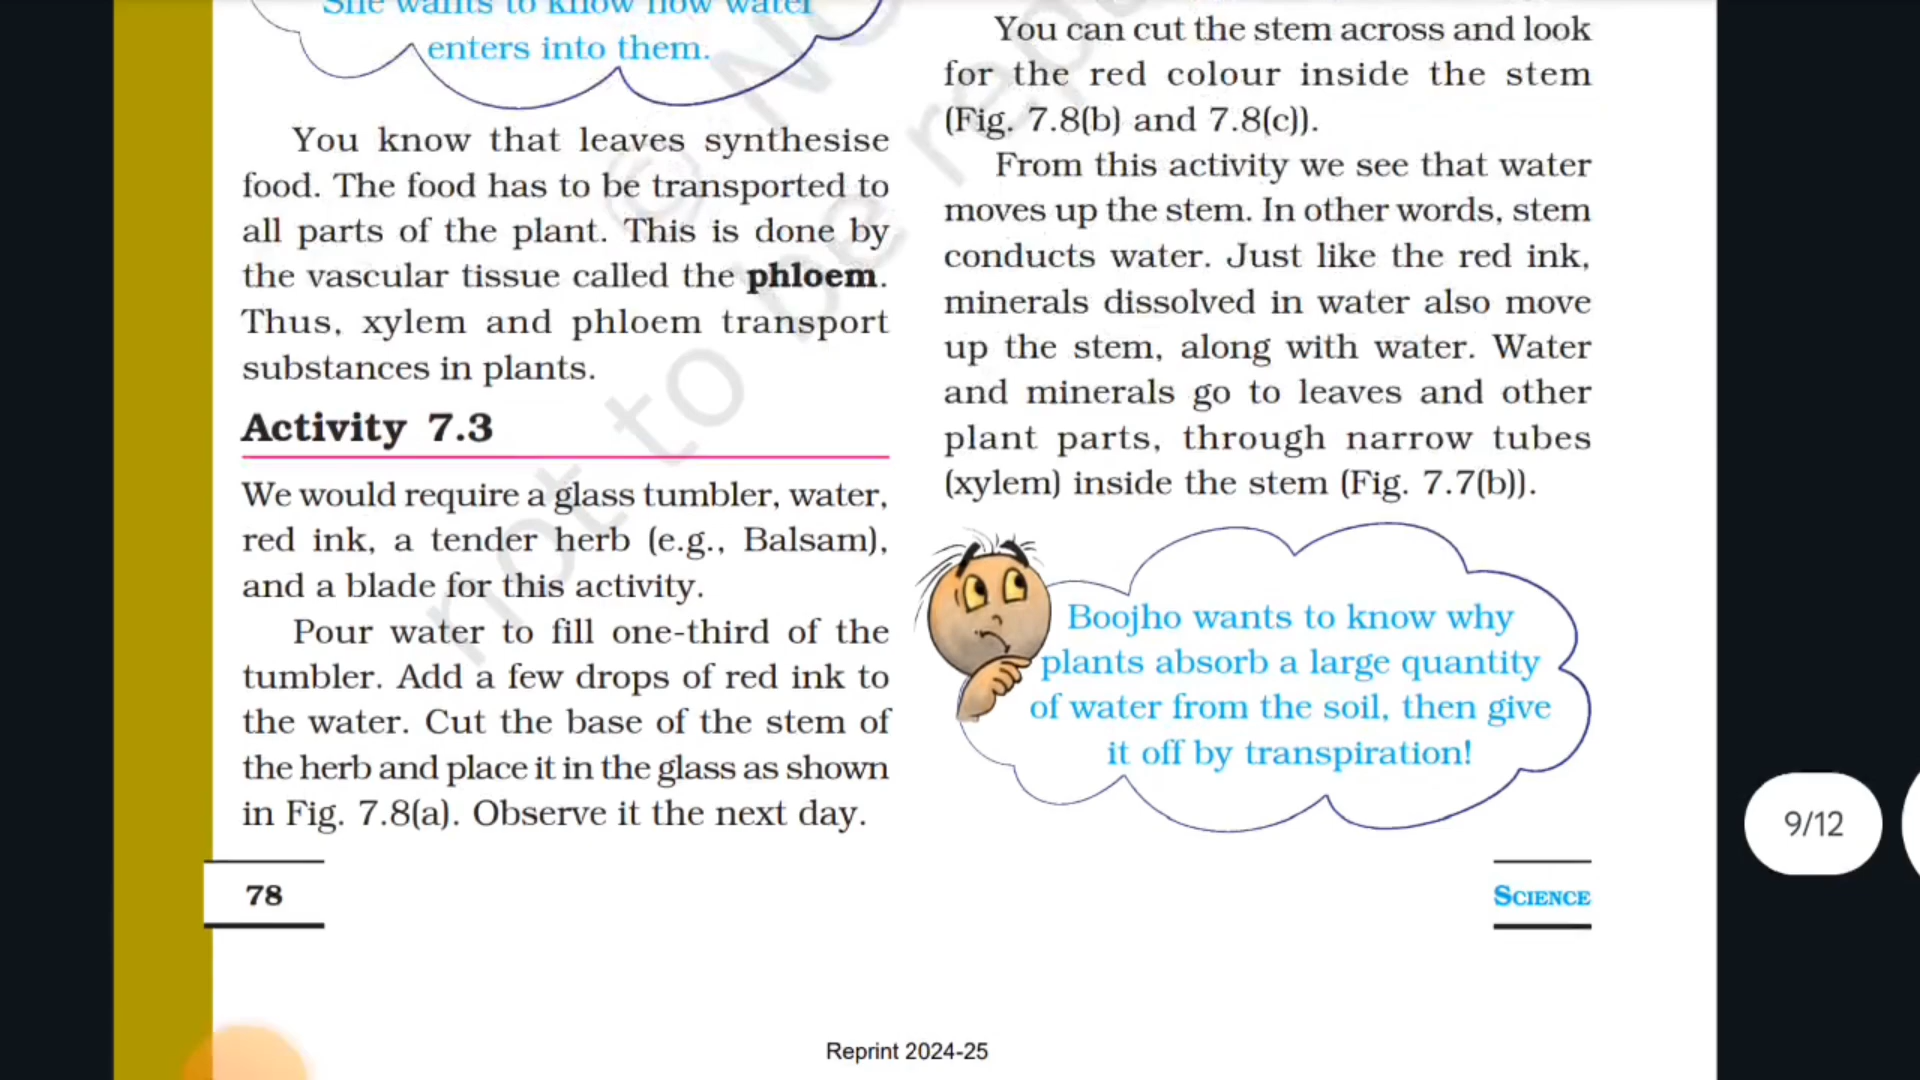 She wants to know how water
enters into them.
You know that leaves synthesise
food. The food has to be transported to
all parts of the plant. This is done by
the vascular tissue called the phloem.
Thus, xylem and phloem transport
substances in plants.
Activity 7.3
We would require a glass tumbler, water,
red ink, a tender herb (e.g., Balsam),
and a blade for this activity.
Pour water to fill one-third of the
tumbler. Add a few drops of red ink to
the water. Cut the base of the stem of
the herb and place it in the glass as shown
in Fig. 7.8(a). Observe it the next day.
You can cut the stem across and look
for the red colour inside the stem
(Fig. 7.8(b) and 7.8(c)).
From this activity we see that water
moves up the stem. In other words, stem
conducts water. Just like the red ink,
minerals dissolved in water also move
up the stem, along with water. Water
and minerals go to leaves and other
plant parts, through narrow tubes
(xylem) inside the stem (Fig. 7.7(b)).
Boojho wants to know why
plants absorb a large quantity
of water from the soil, then give
it off by transpiration!
9/12
78
SCIENCE
Reprint 2024-25
not to be
©